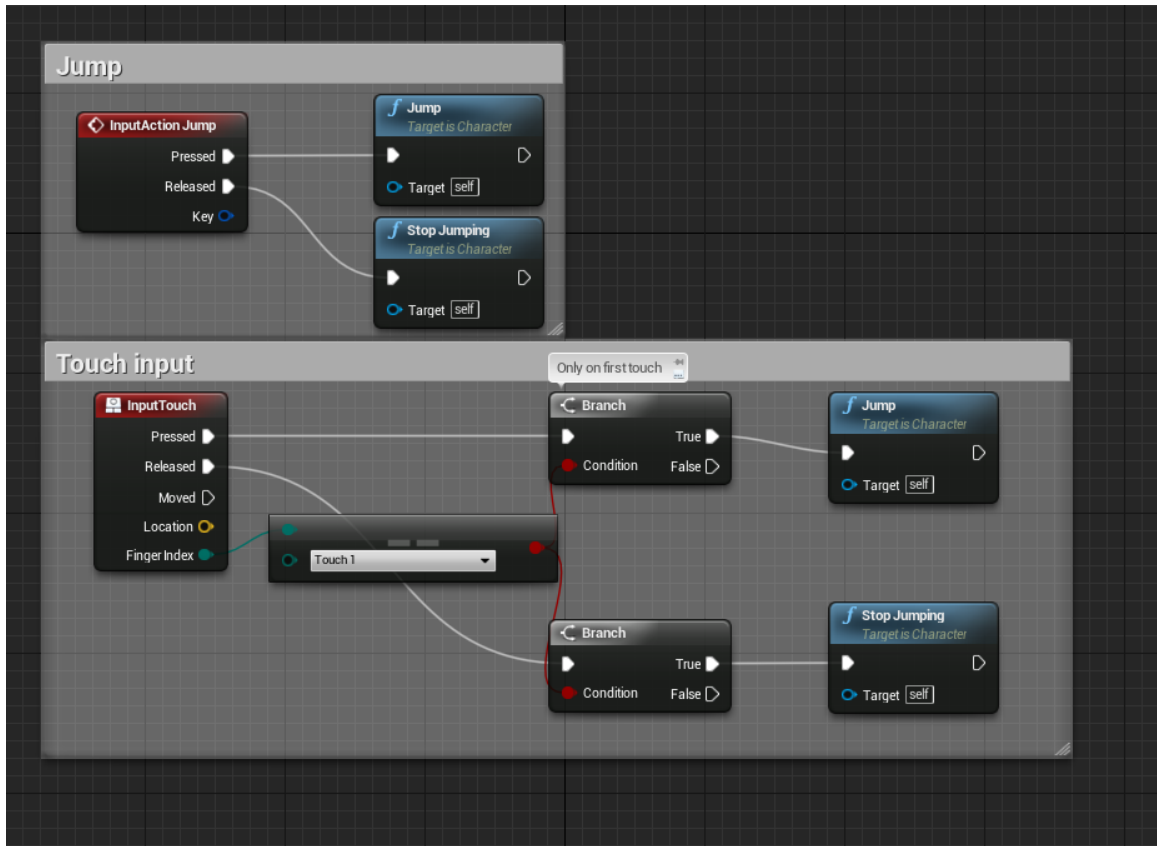 Jump
InputAction Jump
Pressed
Released
Key
f Jump
Target is Character
Target self
f Stop Jumping
Target is Character
Target self
Touch input
Only on first touch
InputTouch
Pressed
Released
Moved
Location
Finger Index
Touch 1
Branch
True
Condition False
f Jump
Target is Character
Target self
Branch
True
Condition False
f Stop Jumping
Target is Character
Target self